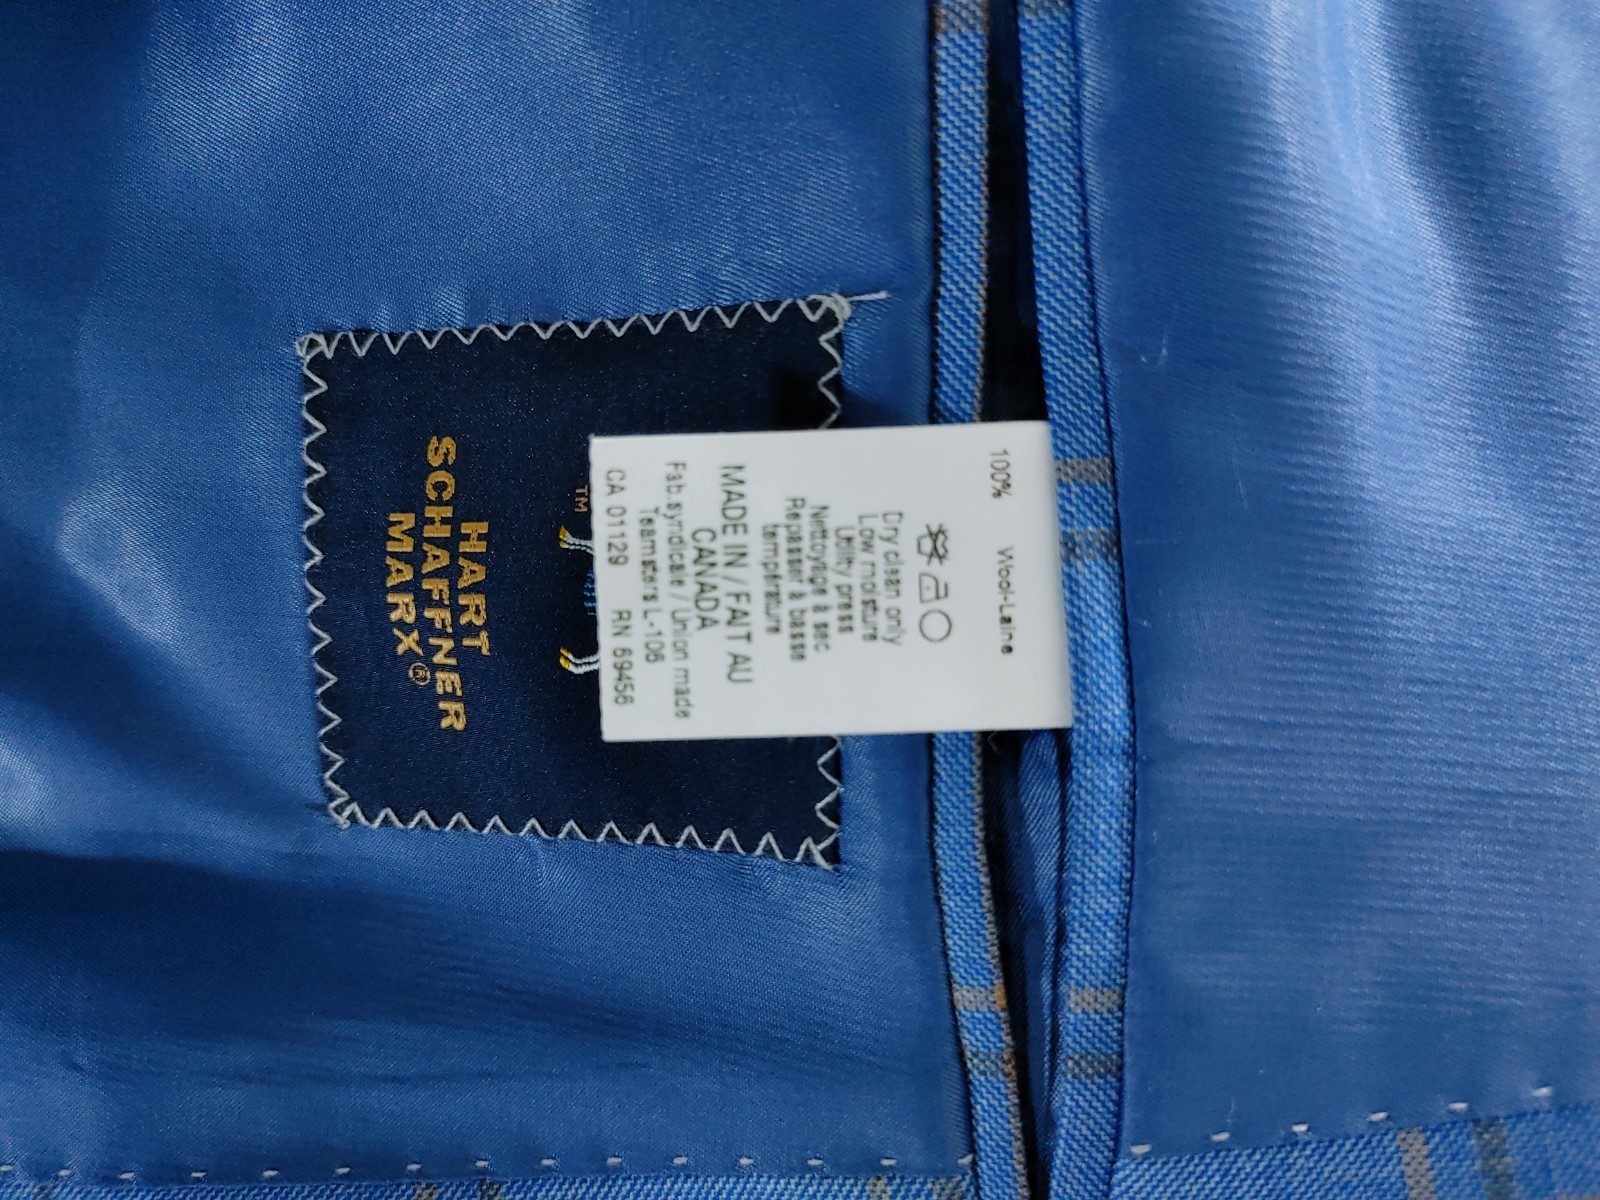 100% Wool-Laine
Dry clean only
Low moisture
Utility press
Nettoyage à sec
Repasser à basse
température
MADE IN / FAIT AU
CANADA
Fab.syndicale / Union made
Teamsters L-106
CA 01129 RN 59456
TM
HART
SCHAFFNER
MARX®